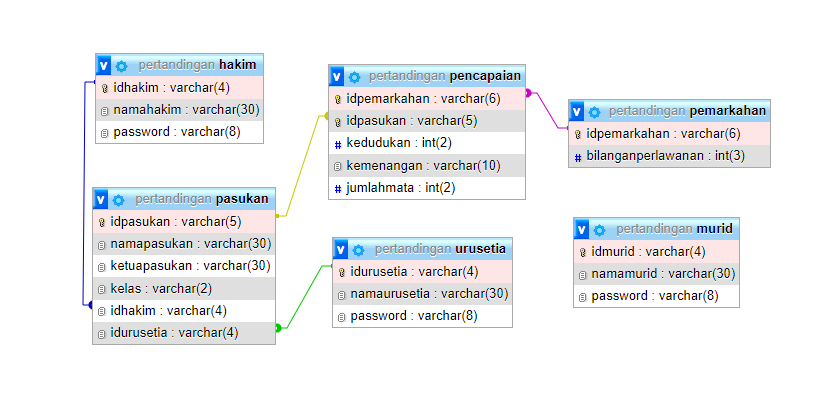 v pertandingan hakim
idhakim : varchar(4)
namahakim : varchar(30)
password : varchar(8)
v pertandingan pencapaian
idpemarkahan : varchar(6)
idpasukan : varchar(5)
# kedudukan : int(2)
kemenangan : varchar(10)
# jumlahmata : int(2)
v pertandingan pemarkahan
idpemarkahan : varchar(6)
# bilanganperlawanan : int(3)
v pertandingan pasukan
idpasukan : varchar(5)
namapasukan : varchar(30)
ketuapasukan : varchar(30)
kelas : varchar(2)
idhakim : varchar(4)
idurusetia : varchar(4)
v pertandingan urusetia
idurusetia : varchar(4)
namaurusetia : varchar(30)
password : varchar(8)
v pertandingan murid
idmurid : varchar(4)
namamurid : varchar(30)
password : varchar(8)